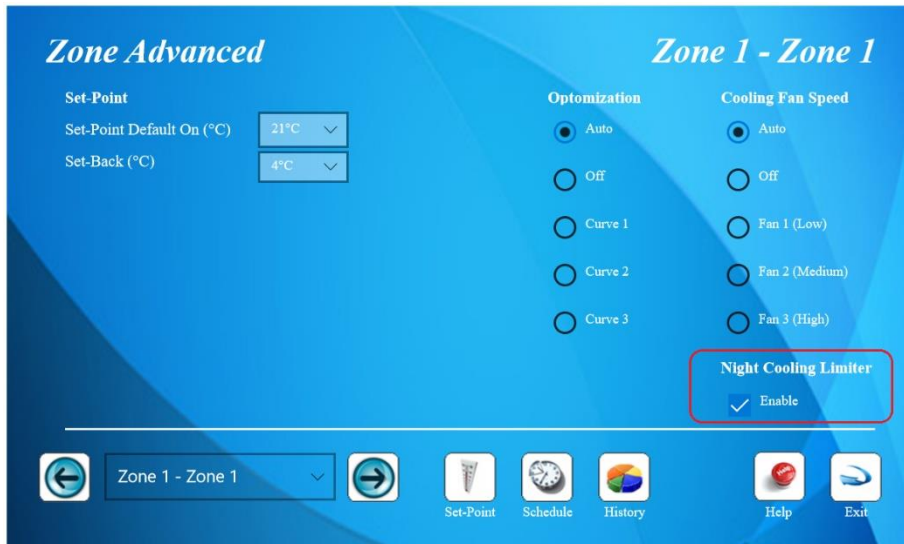 Zone Advanced
Zone 1 - Zone 1
Set-Point
Set-Point Default On (°C)
21°C
Set-Back (°C)
4°C
Optomization
Auto
Off
Curve 1
Curve 2
Curve 3
Cooling Fan Speed
Auto
Off
Fan 1 (Low)
Fan 2 (Medium)
Fan 3 (High)
Night Cooling Limiter
Enable
Zone 1 - Zone 1
Set-Point
Schedule
History
Help
Help
Exit